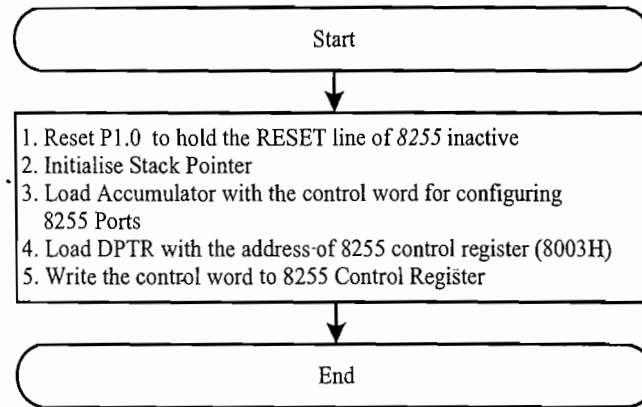 Start
1. Reset P1.0 to hold the RESET line of 8255 inactive
2. Initialise Stack Pointer
3. Load Accumulator with the control word for configuring
8255 Ports
4. Load DPTR with the address of 8255 control register (8003H)
5. Write the control word to 8255 Control Register
End